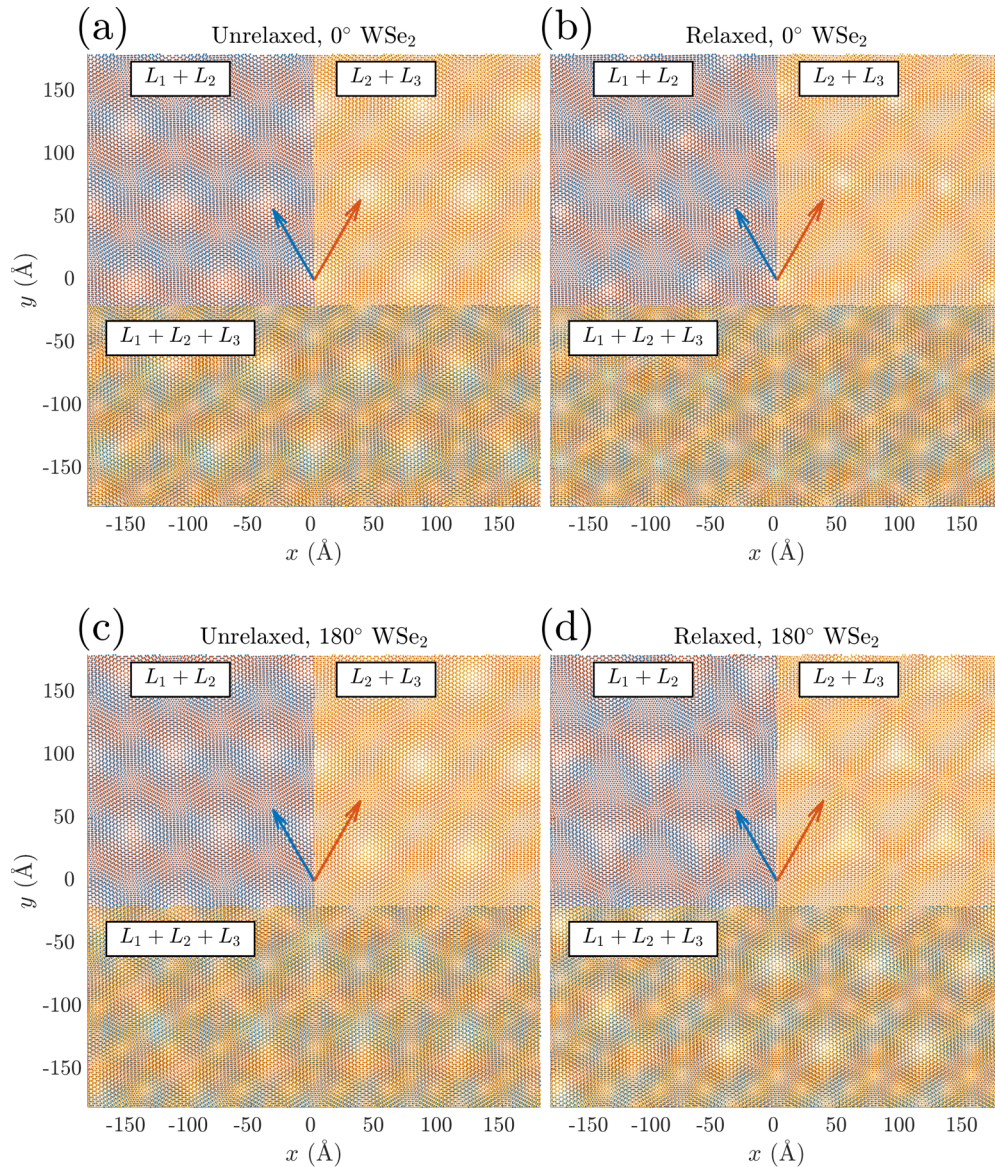 (a)
Unrelaxed, 0° WSe₂
L₁ + L₂
L₂ + L₃
150
100
50
0
-50
-100
-150
y (Å)
L₁ + L₂ + L₃
-150
-100
-50
0
50
100
150
x (Å)
(b)
Relaxed, 0° WSe₂
L₁ + L₂
L₂ + L₃
L₁ + L₂ + L₃
-150
-100
-50
0
50
100
150
x (Å)
(c)
Unrelaxed, 180° WSe₂
L₁ + L₂
L₂ + L₃
150
100
50
0
-50
-100
-150
y (Å)
L₁ + L₂ + L₃
-150
-100
-50
0
50
100
150
x (Å)
(d)
Relaxed, 180° WSe₂
L₁ + L₂
L₂ + L₃
L₁ + L₂ + L₃
-150
-100
-50
0
50
100
150
x (Å)